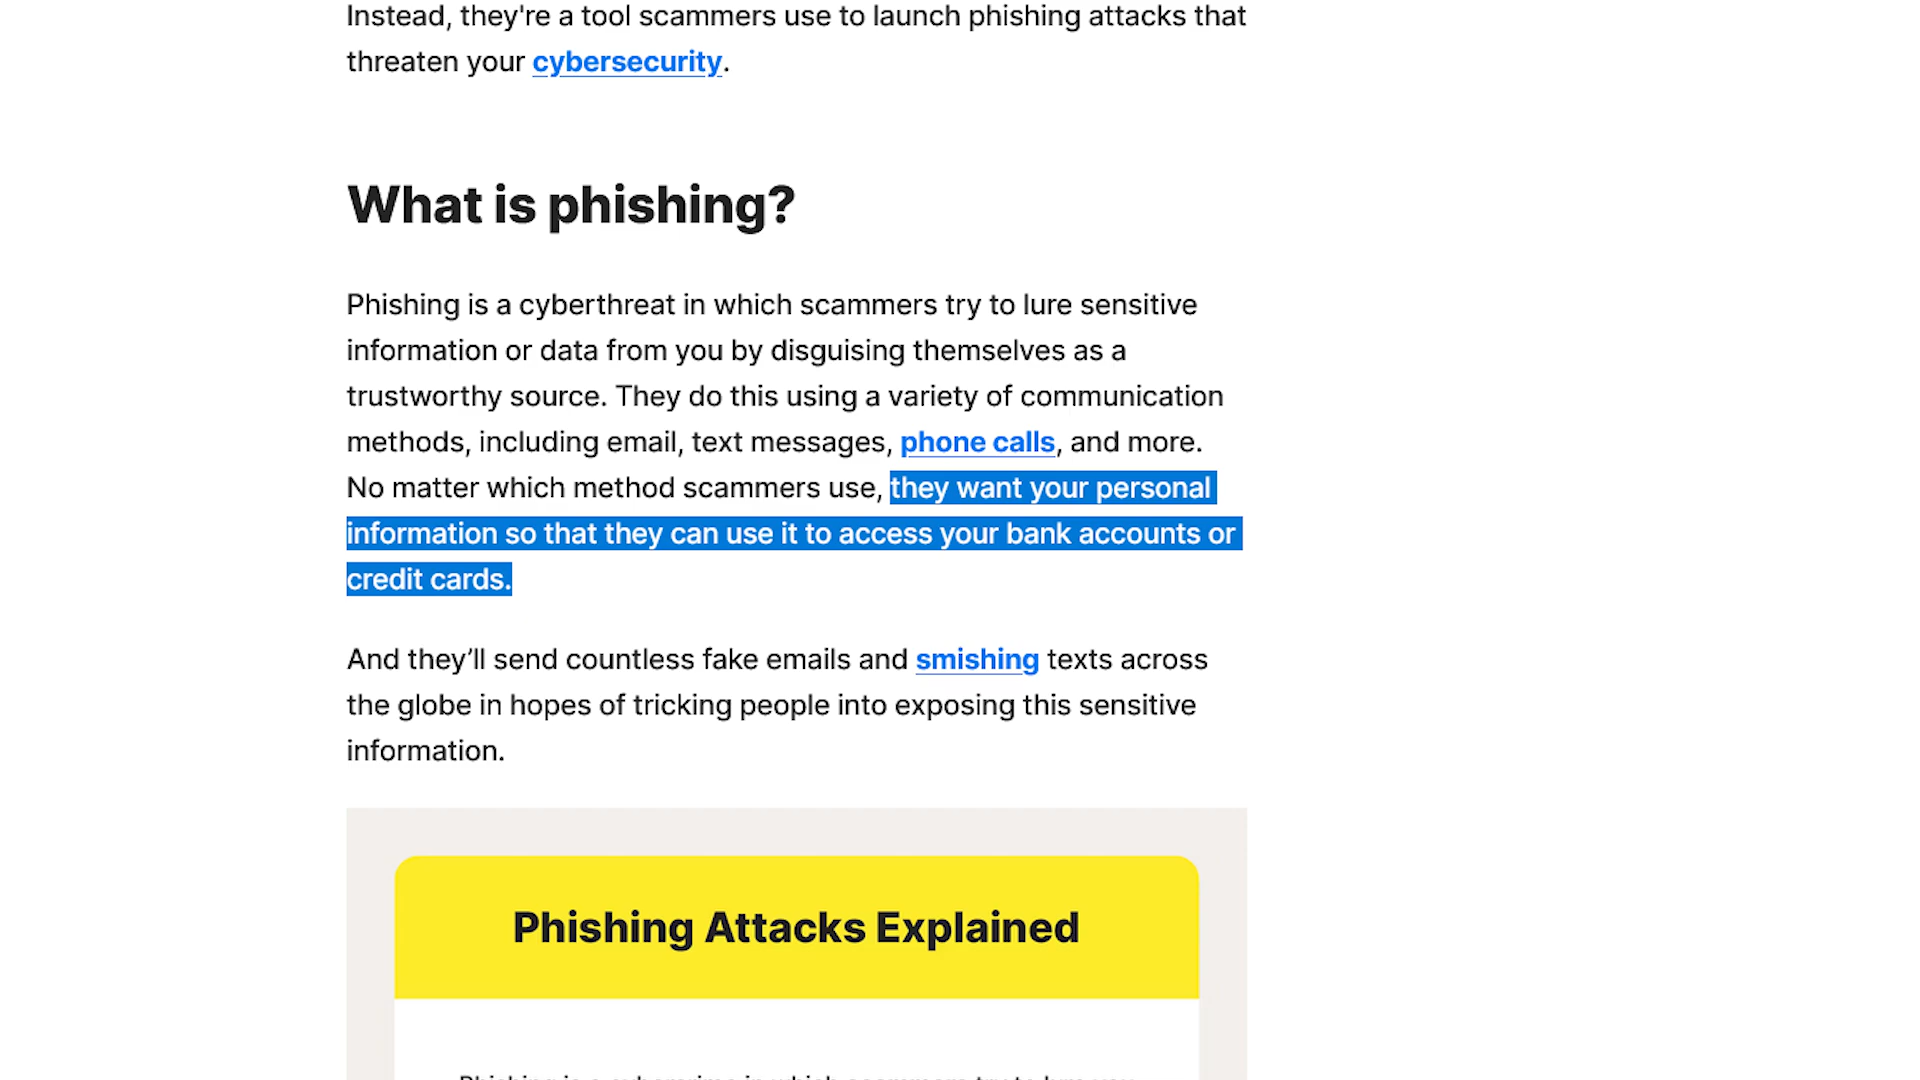 Instead, they're a tool scammers use to launch phishing attacks that
threaten your cybersecurity.
What is phishing?
Phishing is a cyberthreat in which scammers try to lure sensitive
information or data from you by disguising themselves as a
trustworthy source. They do this using a variety of communication
methods, including email, text messages, phone calls, and more.
No matter which method scammers use, they want your personal
information so that they can use it to access your bank accounts or
credit cards.
And they’ll send countless fake emails and smishing texts across
the globe in hopes of tricking people into exposing this sensitive
information.
Phishing Attacks Explained